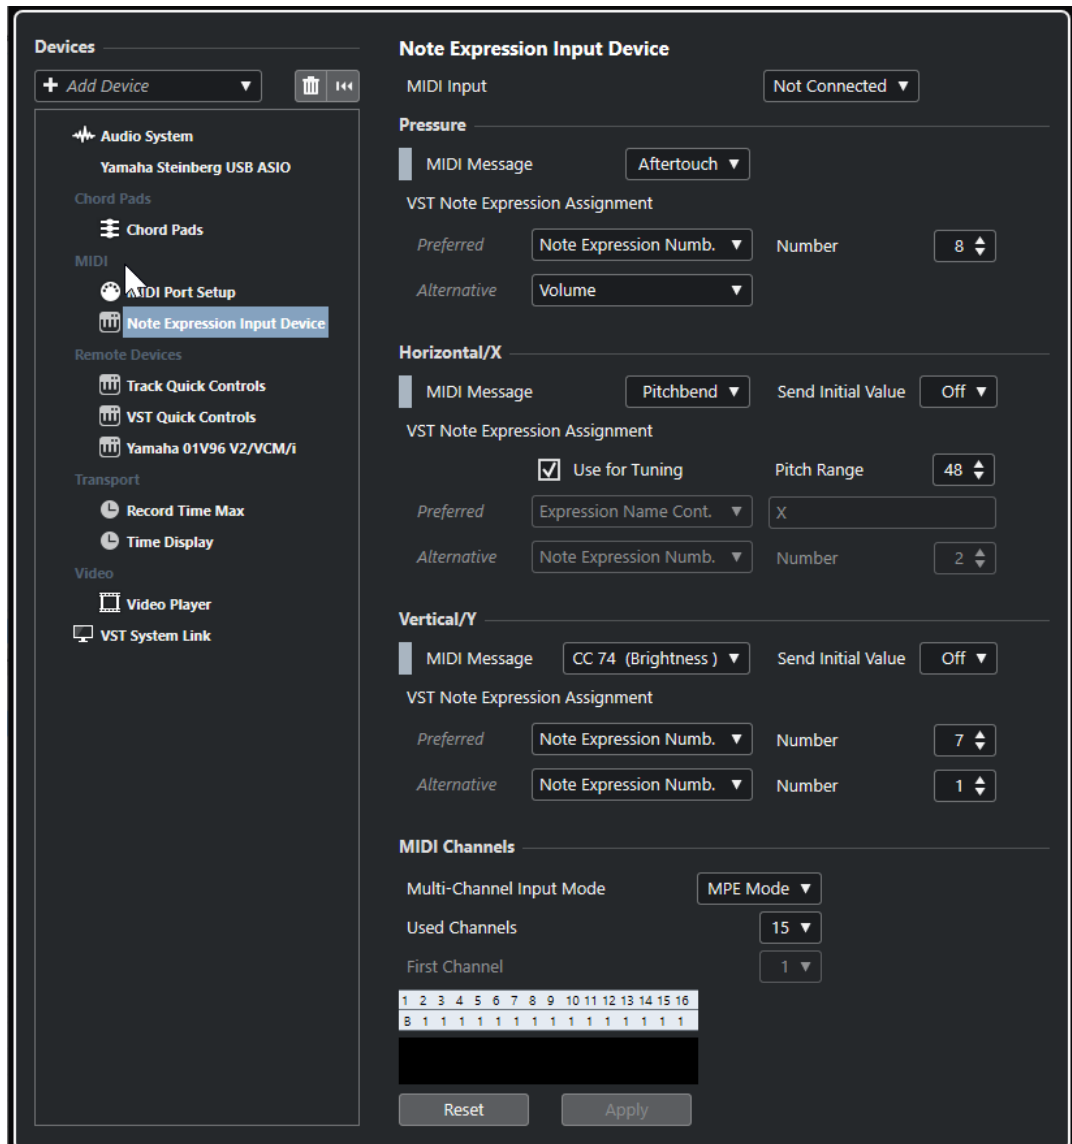 Devices
Add Device
Audio System
Yamaha Steinberg USB ASIO
Chord Pads
Chord Pads
MIDI
MIDI Port Setup
Note Expression Input Device
Remote Devices
Track Quick Controls
VST Quick Controls
Yamaha 01V96 V2/VCM/i
Transport
Record Time Max
Time Display
Video
Video Player
VST System Link
Note Expression Input Device
MIDI Input Not Connected
Pressure
MIDI Message Aftertouch
VST Note Expression Assignment
Preferred Note Expression Numb. Number 8
Alternative Volume
Horizontal/X
MIDI Message Pitchbend Send Initial Value Off
VST Note Expression Assignment
Use for Tuning Pitch Range 48
Preferred Expression Name Cont. X
Alternative Note Expression Numb. Number 2
Vertical/Y
MIDI Message CC 74 (Brightness ) Send Initial Value Off
VST Note Expression Assignment
Preferred Note Expression Numb. Number 7
Alternative Note Expression Numb. Number 1
MIDI Channels
Multi-Channel Input Mode MPE Mode
Used Channels 15
First Channel 1
1 2 3 4 5 6 7 8 9 10 11 12 13 14 15 16
B 1 1 1 1 1 1 1 1 1 1 1 1 1 1 1
Reset Apply